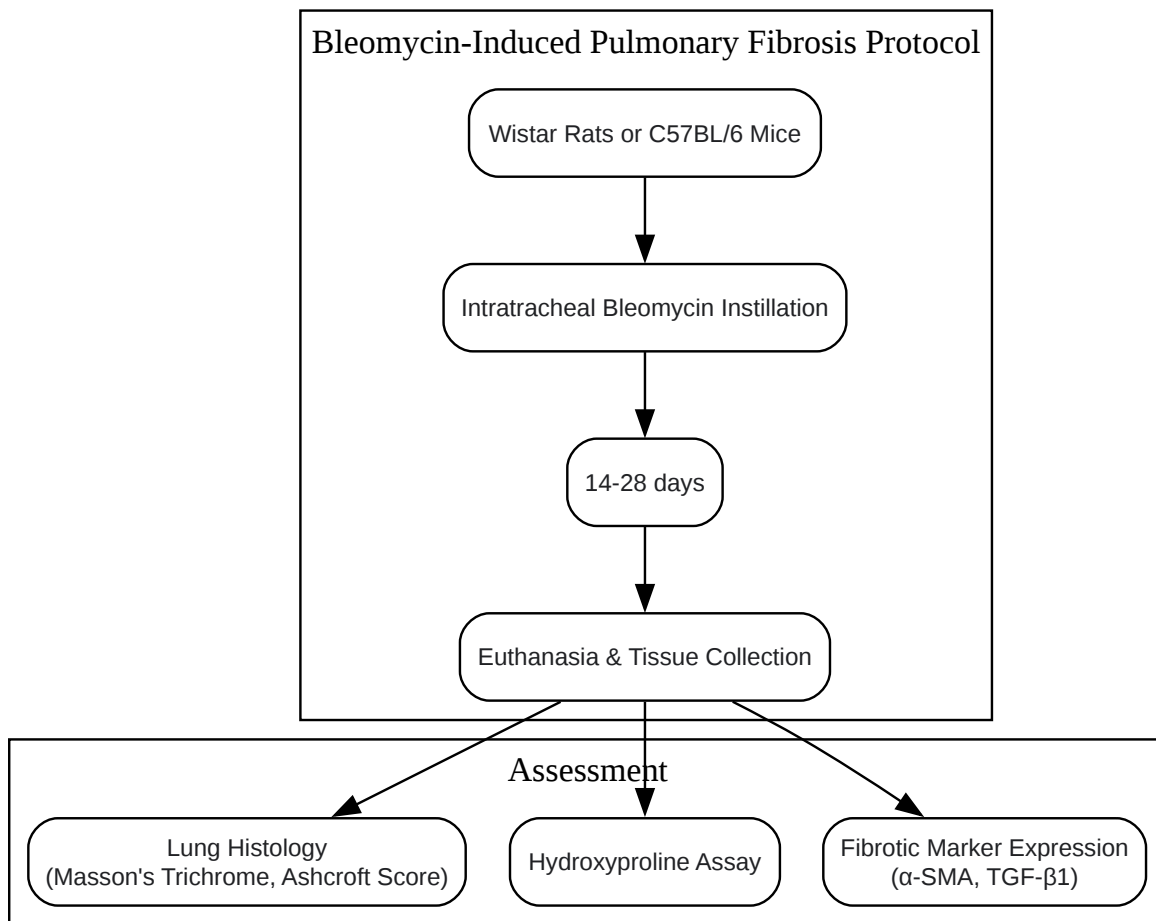 Bleomycin-Induced Pulmonary Fibrosis Protocol
Wistar Rats or C57BL/6 Mice
Intratracheal Bleomycin Instillation
14-28 days
Euthanasia & Tissue Collection
Assessment
Lung Histology
(Masson's Trichrome, Ashcroft Score)
Hydroxyproline Assay
Fibrotic Marker Expression
(α-SMA, TGF-β1)